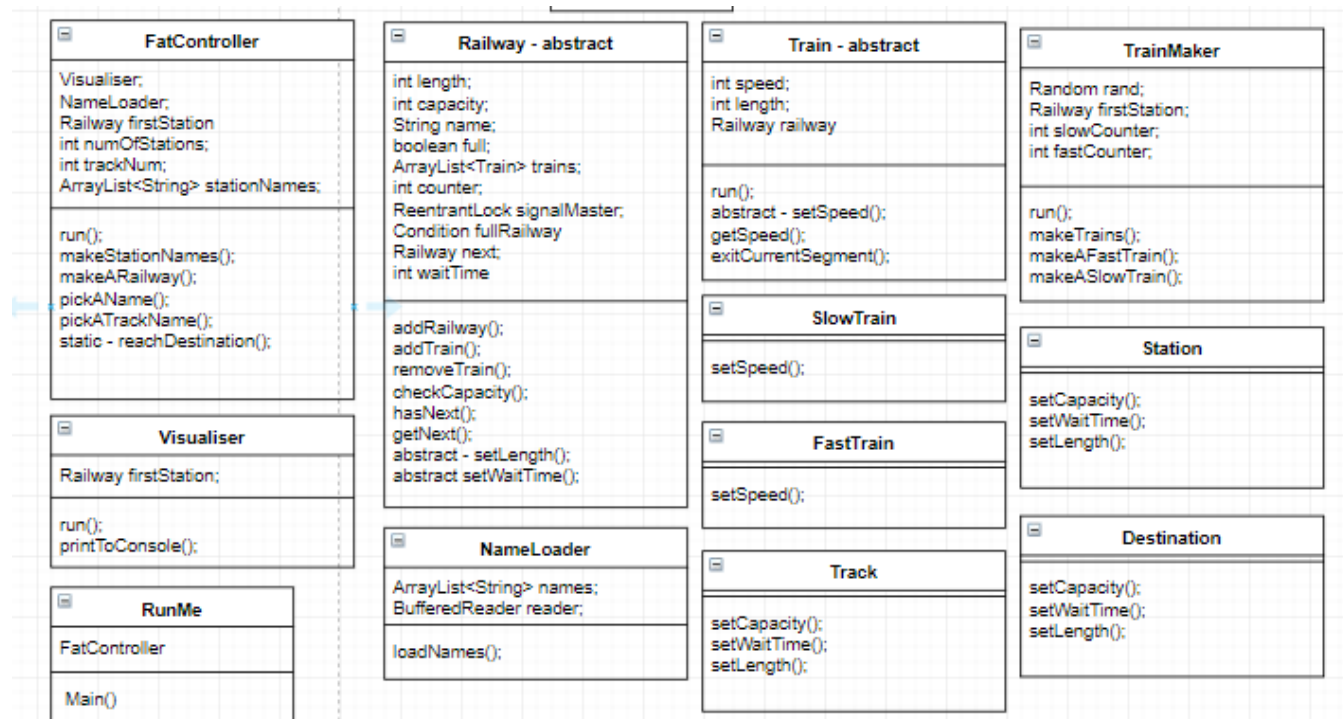 FatController
Visualiser;
NameLoader;
Railway firstStation
int numOfStations;
int trackNum;
ArrayList<String> stationNames;
run();
makeStationNames();
makeARailway();
pickAName();
pickATrackName();
static - reachDestination();
Visualiser
Railway firstStation;
run();
printToConsole();
RunMe
FatController
Main()
Railway - abstract
int length;
int capacity;
String name;
boolean full;
ArrayList<Train> trains;
int counter;
ReentrantLock signalMaster;
Condition fullRailway
Railway next;
int waitTime
addRailway();
addTrain();
removeTrain();
checkCapacity();
hasNext();
getNext();
abstract - setLength();
abstract setWaitTime();
NameLoader
ArrayList<String> names;
BufferedReader reader;
loadNames();
Train - abstract
int speed;
int length;
Railway railway
run();
abstract - setSpeed();
getSpeed();
exitCurrentSegment();
SlowTrain
setSpeed();
FastTrain
setSpeed();
Track
setCapacity();
setWaitTime();
setLength();
TrainMaker
Random rand;
Railway firstStation;
int slowCounter;
int fastCounter;
run();
makeTrains();
makeAFastTrain();
makeASlowTrain();
Station
setCapacity();
setWaitTime();
setLength();
Destination
setCapacity();
setWaitTime();
setLength();